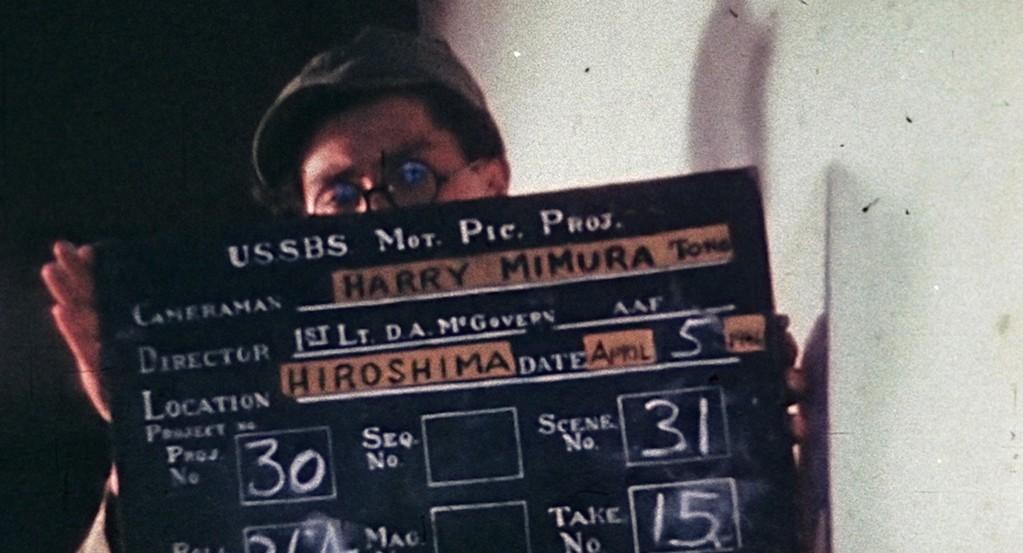 USSBS Mot. Pic. Proj.
CAMERAMAN HARRY MIMURA
DIRECTOR 1ST LT. D.A. McGOVERN AAF
LOCATION HIROSHIMA DATE APRIL 5
PROJECT NO.
PROJ. NO 30 SEQ. NO. SCENE NO. 31
MAG. TAKE NO. 15